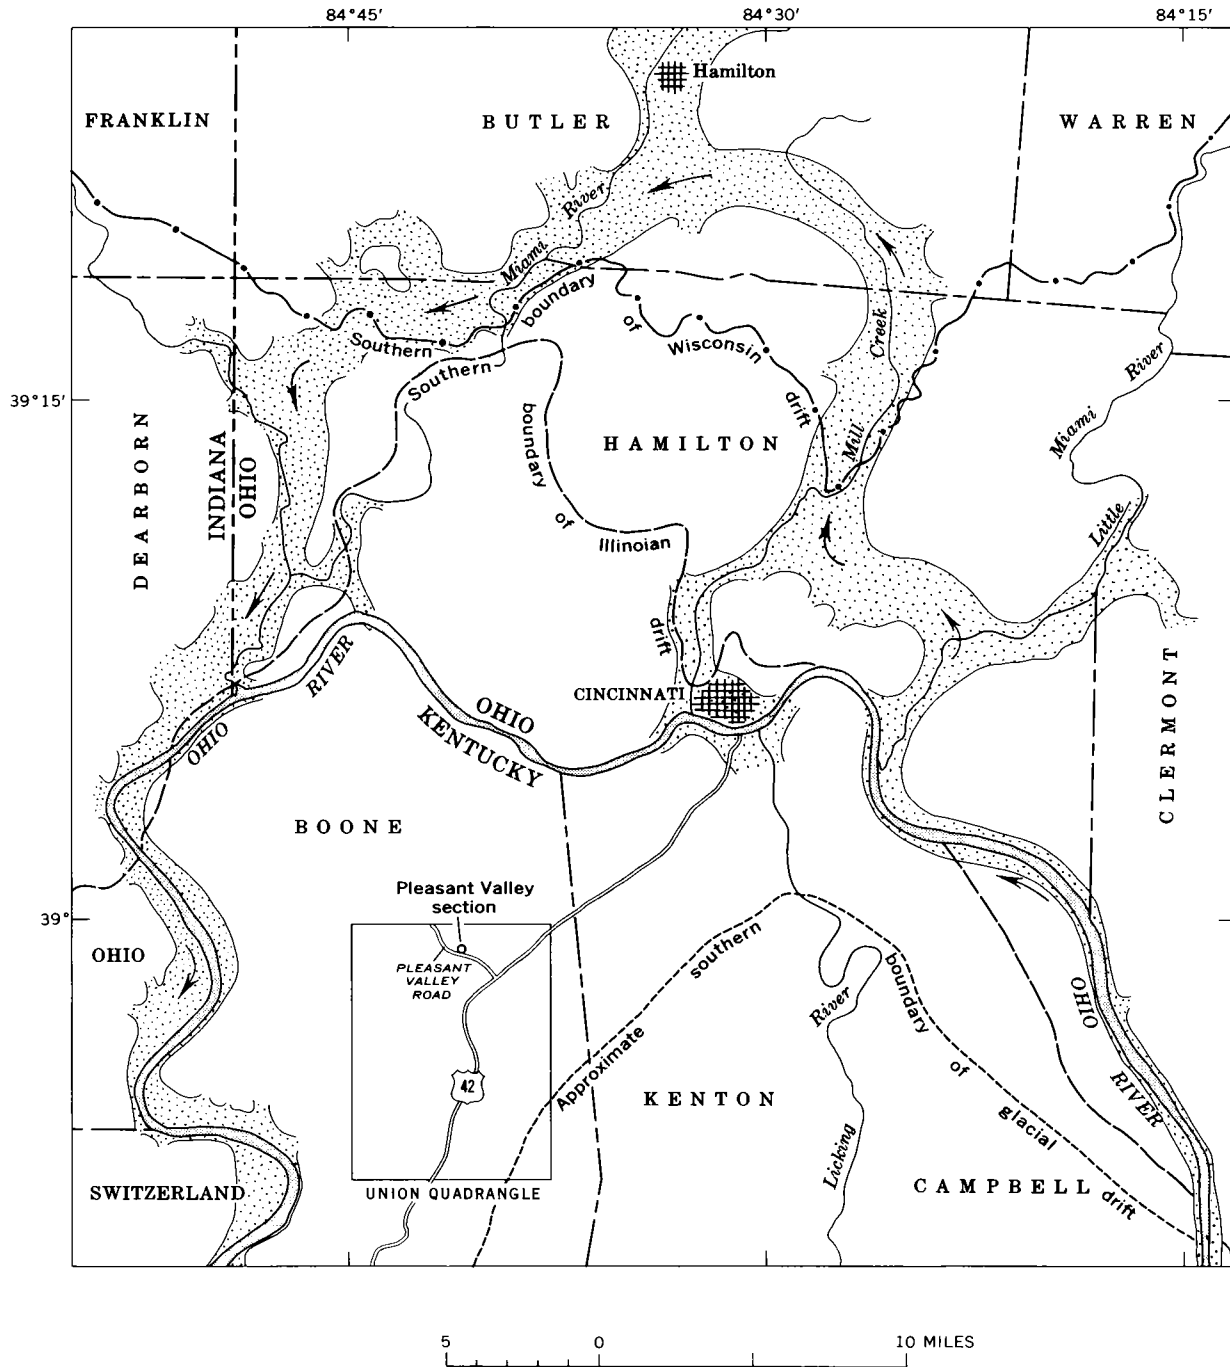 84°45′ 84°30′ 84°15′
Hamilton
FRANKLIN BUTLER WARREN
Miami River
Southern boundary of Wisconsin drift
Mill Creek
Southern boundary of Illinoian drift
39°15′
HAMILTON
Little Miami River
DEARBORN
INDIANA
OHIO
CINCINNATI
OHIO RIVER
OHIO
KENTUCKY
CLERMONT
BOONE
Pleasant Valley
section
39°
PLEASANT
VALLEY
ROAD
OHIO
42
Approximate southern boundary of glacial drift
Licking River
OHIO RIVER
KENTON
SWITZERLAND
UNION QUADRANGLE
CAMPBELL
5 0 10 MILES